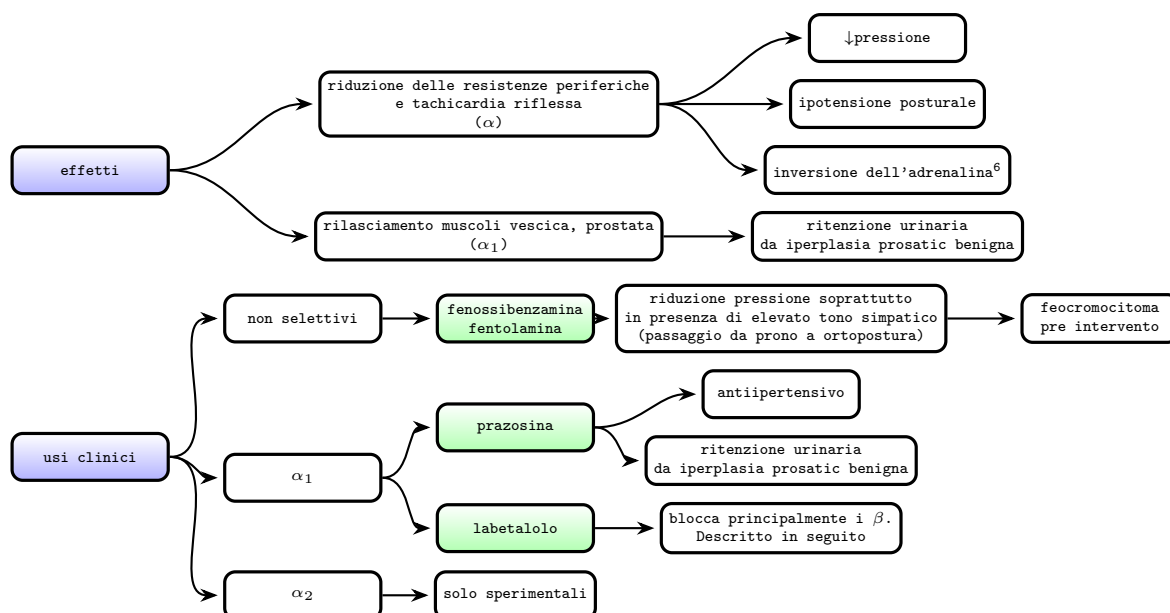 effetti
riduzione delle resistenze periferiche
e tachicardia riflessa
(α)
↓pressione
ipotensione posturale
inversione dell'adrenalina⁶
rilasciamento muscoli vescica, prostata
(α₁)
ritenzione urinaria
da iperplasia prosatic benigna
usi clinici
non selettivi
fenossibenzamina
fentolamina
riduzione pressione soprattutto
in presenza di elevato tono simpatico
(passaggio da prono a ortopostura)
feocromocitoma
pre intervento
α₁
prazosina
antiipertensivo
ritenzione urinaria
da iperplasia prosatic benigna
labetalolo
blocca principalmente i β.
Descritto in seguito
α₂
solo sperimentali